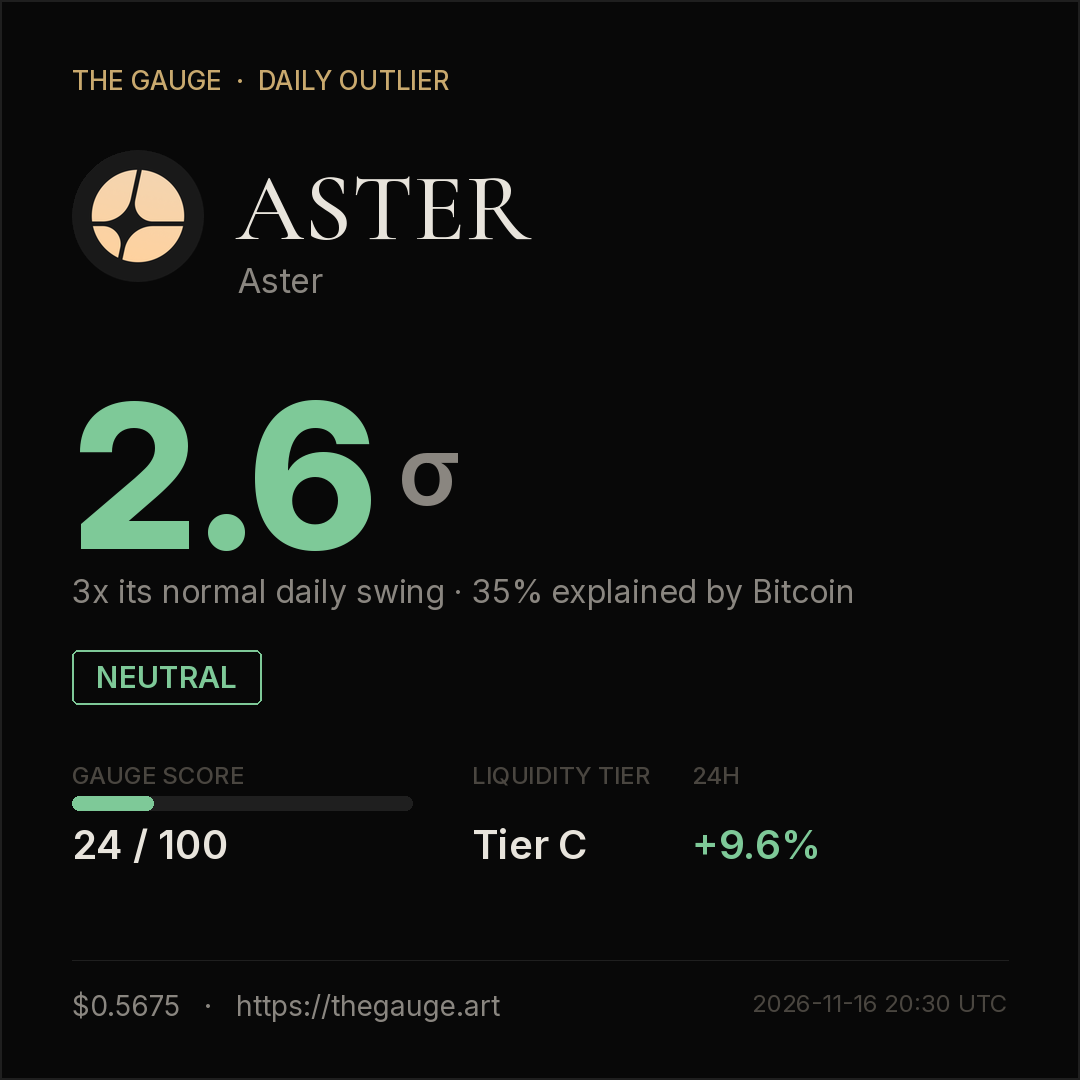 THE GAUGE · DAILY OUTLIER
ASTER
Aster
2.6 σ
3x its normal daily swing · 35% explained by Bitcoin
NEUTRAL
GAUGE SCORE LIQUIDITY TIER 24H
24 / 100 Tier C +9.6%
$0.5675 · https://thegauge.art 2026-11-16 20:30 UTC